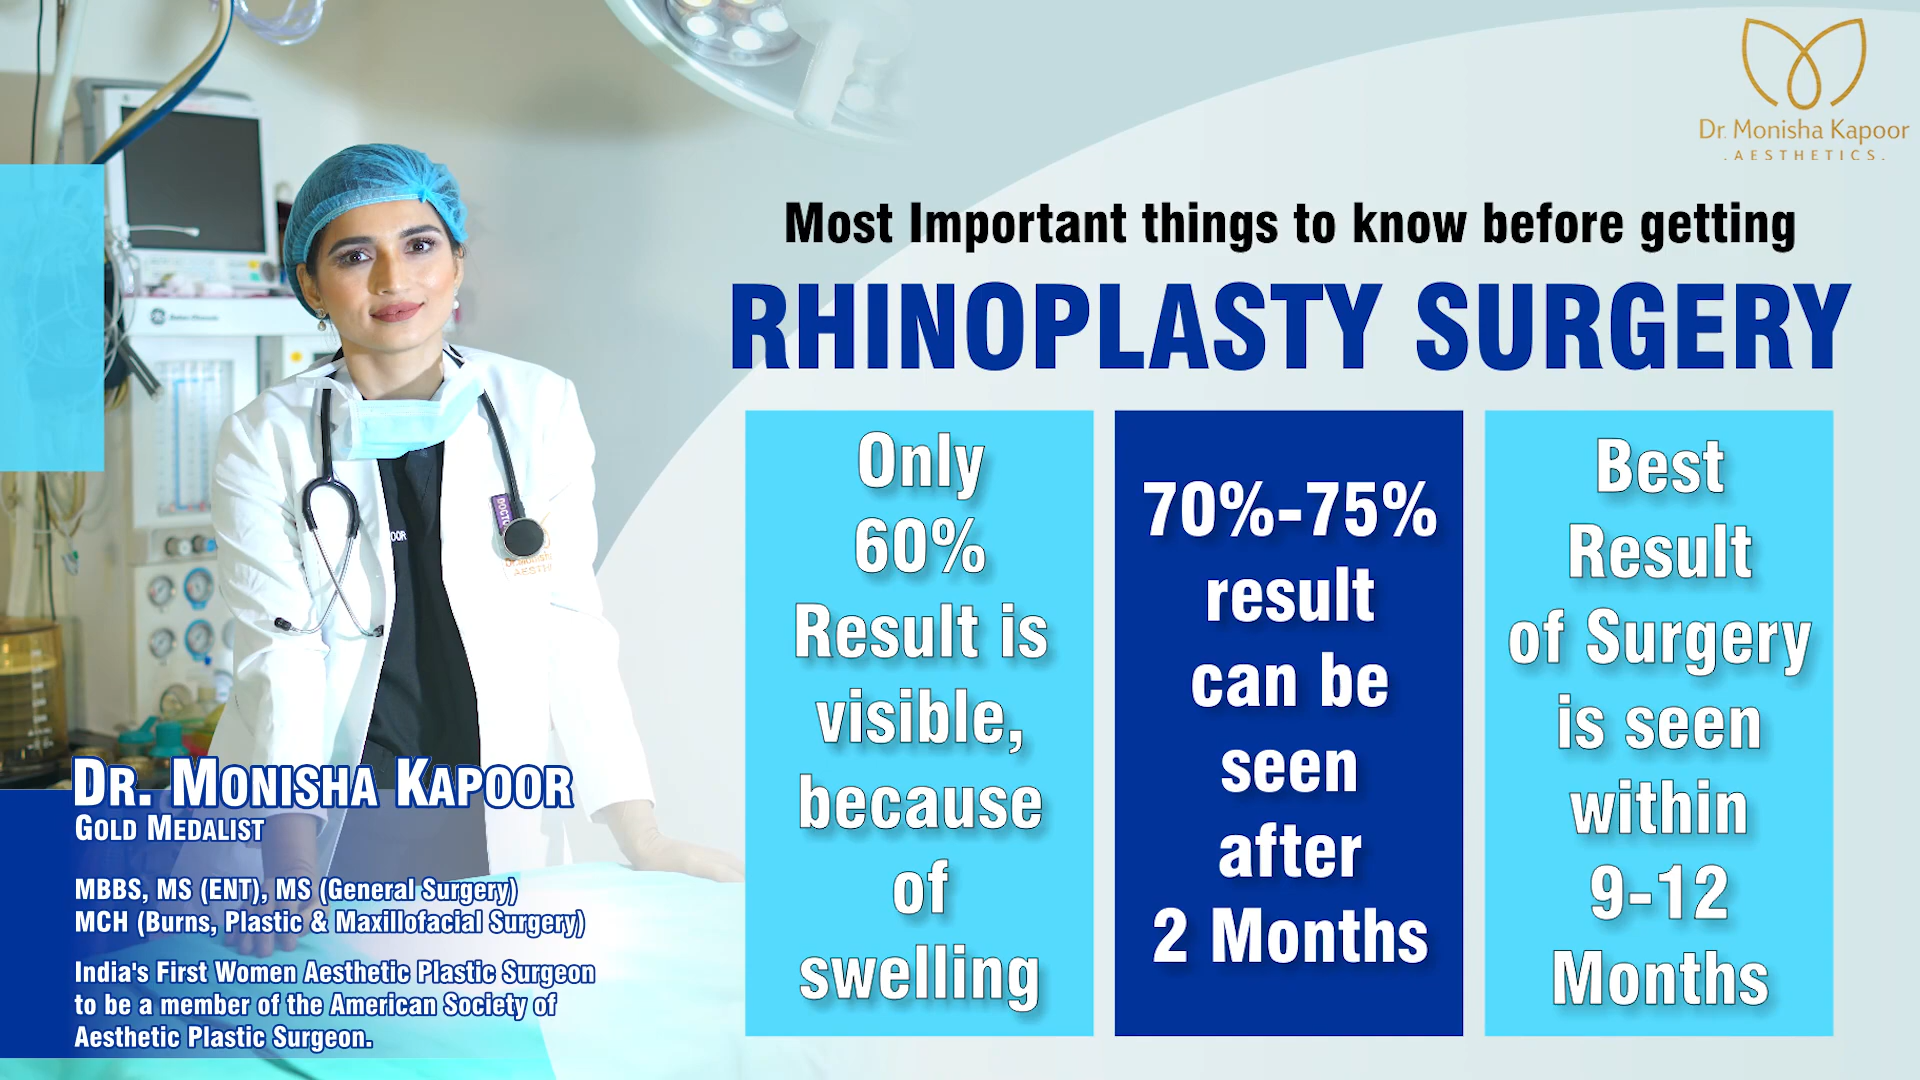 Dr. Monisha Kapoor
.AESTHETICS.
Most Important things to know before getting
RHINOPLASTY SURGERY
Only
60%
Result is
visible,
because
of
swelling
70%-75%
result
can be
seen
after
2 Months
Best
Result
of Surgery
is seen
within
9-12
Months
DR. MONISHA KAPOOR
GOLD MEDALIST
MBBS, MS (ENT), MS (General Surgery)
MCH (Burns, Plastic & Maxillofacial Surgery)
India's First Women Aesthetic Plastic Surgeon
to be a member of the American Society of
Aesthetic Plastic Surgeon.